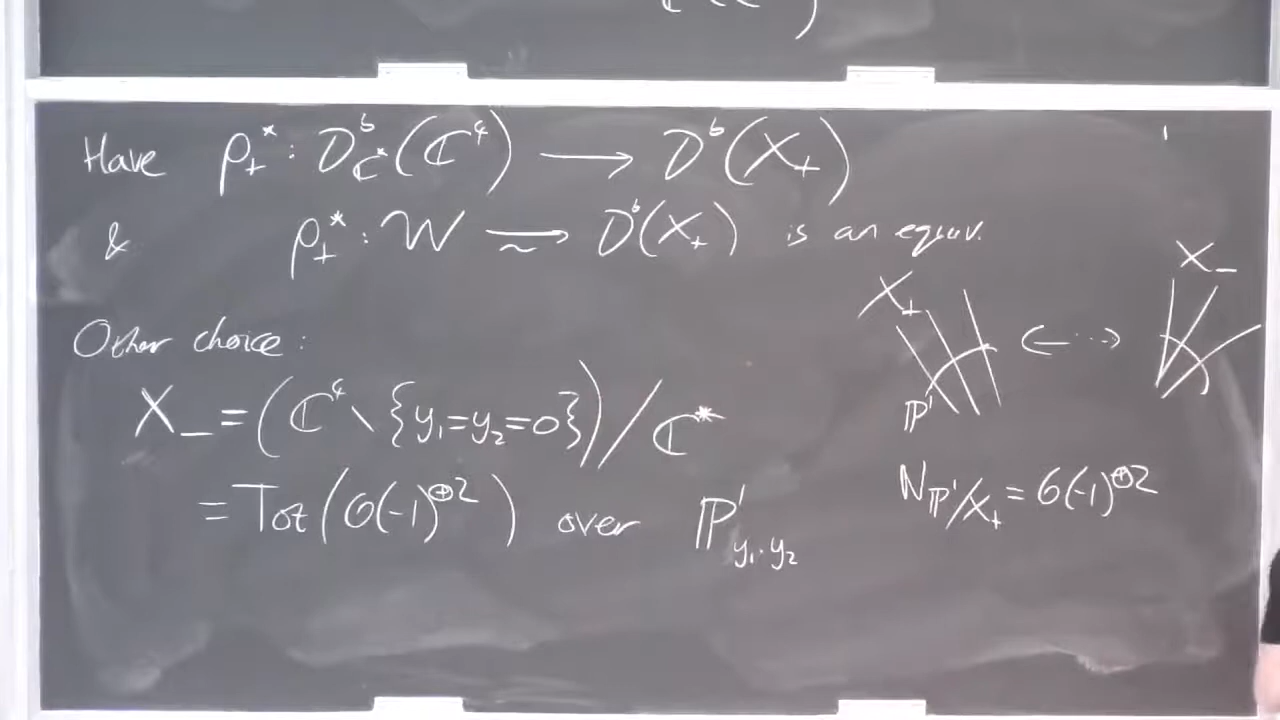 Have ρ₊* : D^b_{ℂ*}(ℂ⁴) ⟶ D^b(X₊)
& ρ₊* : W ⟶~ D^b(X₊) is an equiv.
Other choice:
X₋ = (ℂ⁴ \ {y₁=y₂=0}) / ℂ*
= Tot(O(-1)^{⊕2}) over ℙ¹_{y₁,y₂}
X₊ ⟵⋯⟶ X₋
ℙ¹
N_{ℙ¹/X₊} = O(-1)^{⊕2}